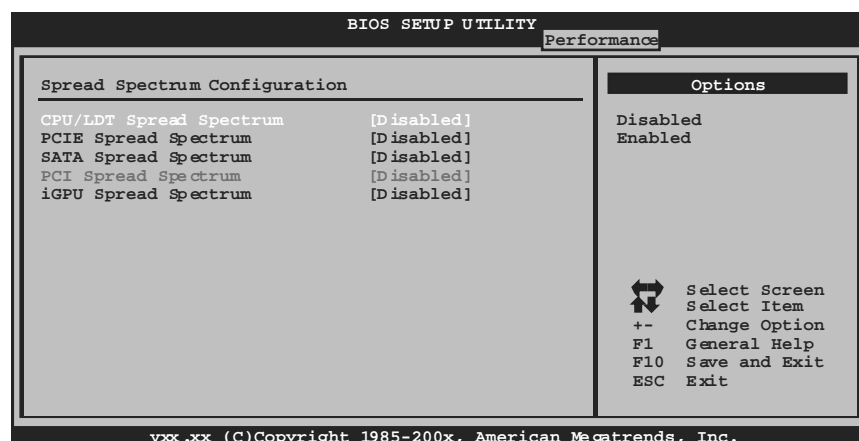 BIOS SETUP UTILITY
Performance
Spread Spectrum Configuration
CPU/LDT Spread Spectrum [Disabled]
PCIE Spread Spectrum [Disabled]
SATA Spread Spectrum [Disabled]
PCI Spread Spectrum [Disabled]
iGPU Spread Spectrum [Disabled]
Options
Disabled
Enabled
Select Screen
Select Item
+- Change Option
F1 General Help
F10 Save and Exit
ESC Exit
vxx.xx (C)Copyright 1985-200x, American Megatrends, Inc.